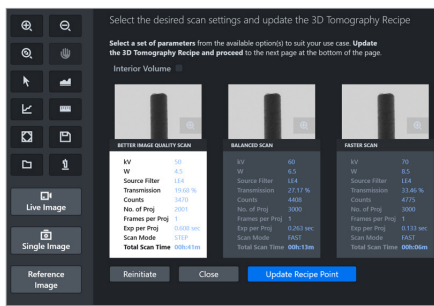 Select the desired scan settings and update the 3D Tomography Recipe
Select a set of parameters from the available option(s) to suit your use case. Update
the 3D Tomography Recipe and proceed to the next page at the bottom of the page.
Interior Volume
BETTER IMAGE QUALITY SCAN
kV 50
W 4.5
Source Filter LE4
Transmission 19.68 %
Counts 3470
No. of Proj 2001
Frames per Proj 1
Exp per Proj 0.608 sec
Scan Mode STEP
Total Scan Time 00h:41m
BALANCED SCAN
kV 60
W 6.5
Source Filter LE4
Transmission 27.17 %
Counts 4408
No. of Proj 3000
Frames per Proj 1
Exp per Proj 0.263 sec
Scan Mode FAST
Total Scan Time 00h:13m
FASTER SCAN
kV 70
W 8.5
Source Filter LE4
Transmission 33.46 %
Counts 4775
No. of Proj 3000
Frames per Proj 1
Exp per Proj 0.133 sec
Scan Mode FAST
Total Scan Time 00h:06m
Live Image
Single Image
Reference
Image
Reinitiate
Close
Update Recipe Point